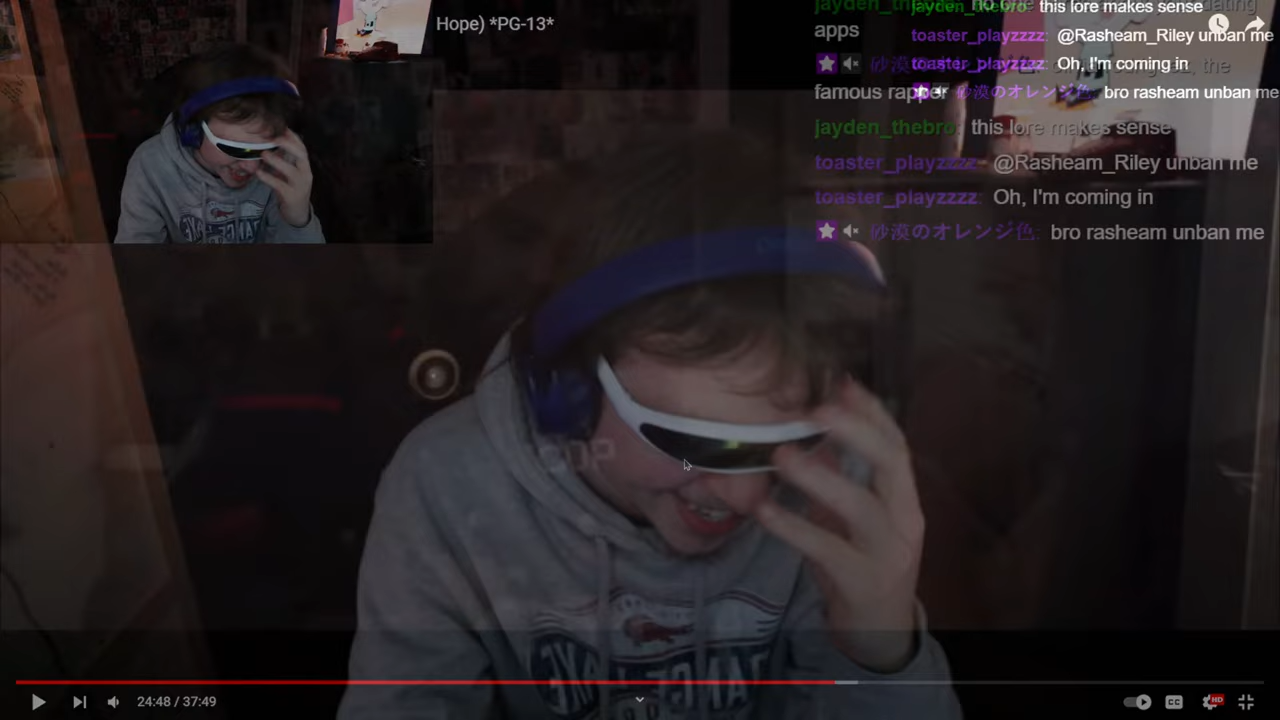 Hope) *PG-13*
apps
famous rapper
jayden_thebro: this lore makes sense
toaster_playzzzz: @Rasheam_Riley unban me
toaster_playzzzz: Oh, I'm coming in
砂漠のオレンジ色: bro rasheam unban me
jayden_thebro: this lore makes sense
toaster_playzzzz: @Rasheam_Riley unban me
toaster_playzzzz: Oh, I'm coming in
砂漠のオレンジ色: bro rasheam unban me
24:48 / 37:49
CC
HD